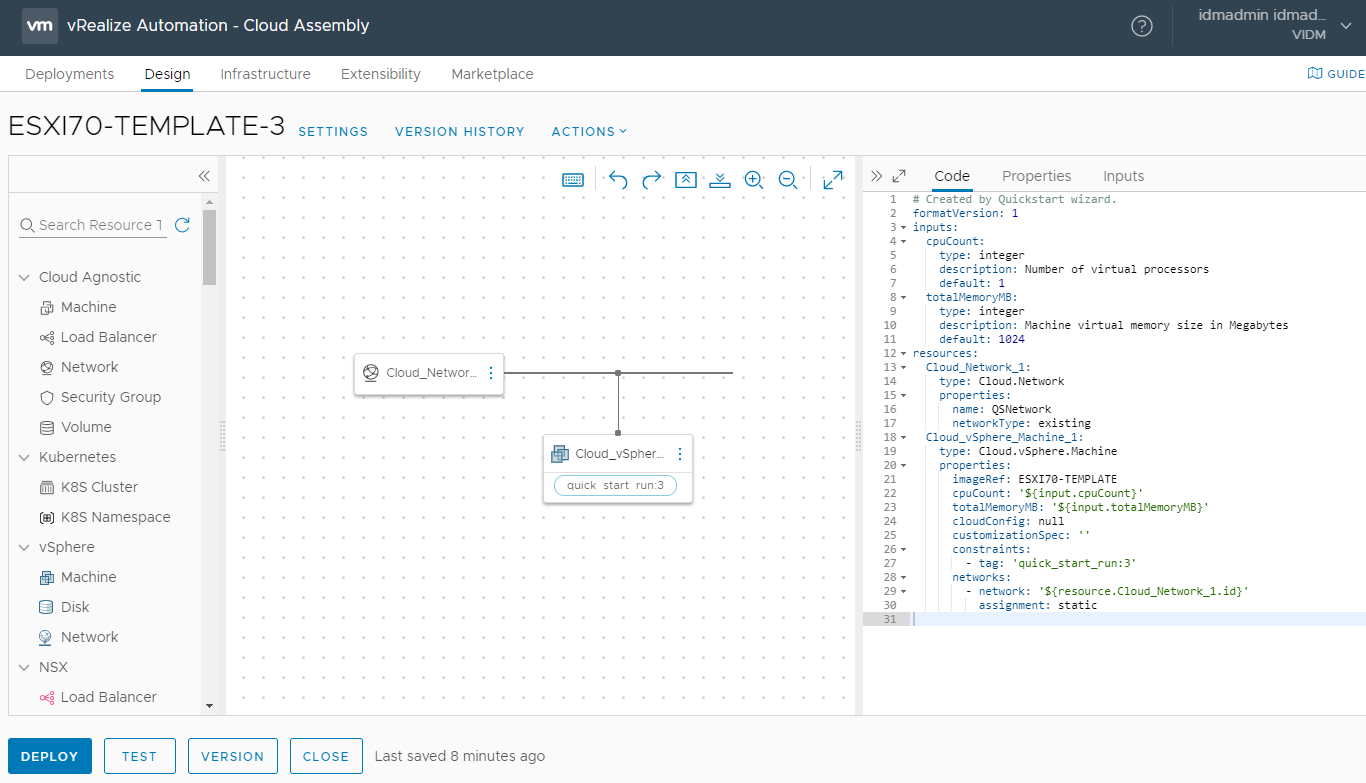 vm vRealize Automation - Cloud Assembly
idmadmin idmad...
VIDM
Deployments Design Infrastructure Extensibility Marketplace
GUIDE
ESXI70-TEMPLATE-3 SETTINGS VERSION HISTORY ACTIONS
Search Resource T
Cloud Agnostic
Machine
Load Balancer
Network
Security Group
Volume
Kubernetes
K8S Cluster
K8S Namespace
vSphere
Machine
Disk
Network
NSX
Load Balancer
Cloud_Networ...
Cloud_vSpher...
quick_start_run:3
Code Properties Inputs
1 # Created by Quickstart wizard.
2 formatVersion: 1
3 inputs:
4 cpuCount:
5 type: integer
6 description: Number of virtual processors
7 default: 1
8 totalMemoryMB:
9 type: integer
10 description: Machine virtual memory size in Megabytes
11 default: 1024
12 resources:
13 Cloud_Network_1:
14 type: Cloud.Network
15 properties:
16 name: QSNetwork
17 networkType: existing
18 Cloud_vSphere_Machine_1:
19 type: Cloud.vSphere.Machine
20 properties:
21 imageRef: ESXI70-TEMPLATE
22 cpuCount: '${input.cpuCount}'
23 totalMemoryMB: '${input.totalMemoryMB}'
24 cloudConfig: null
25 customizationSpec: ''
26 constraints:
27 - tag: 'quick_start_run:3'
28 networks:
29 - network: '${resource.Cloud_Network_1.id}'
30 assignment: static
31
DEPLOY TEST VERSION CLOSE Last saved 8 minutes ago